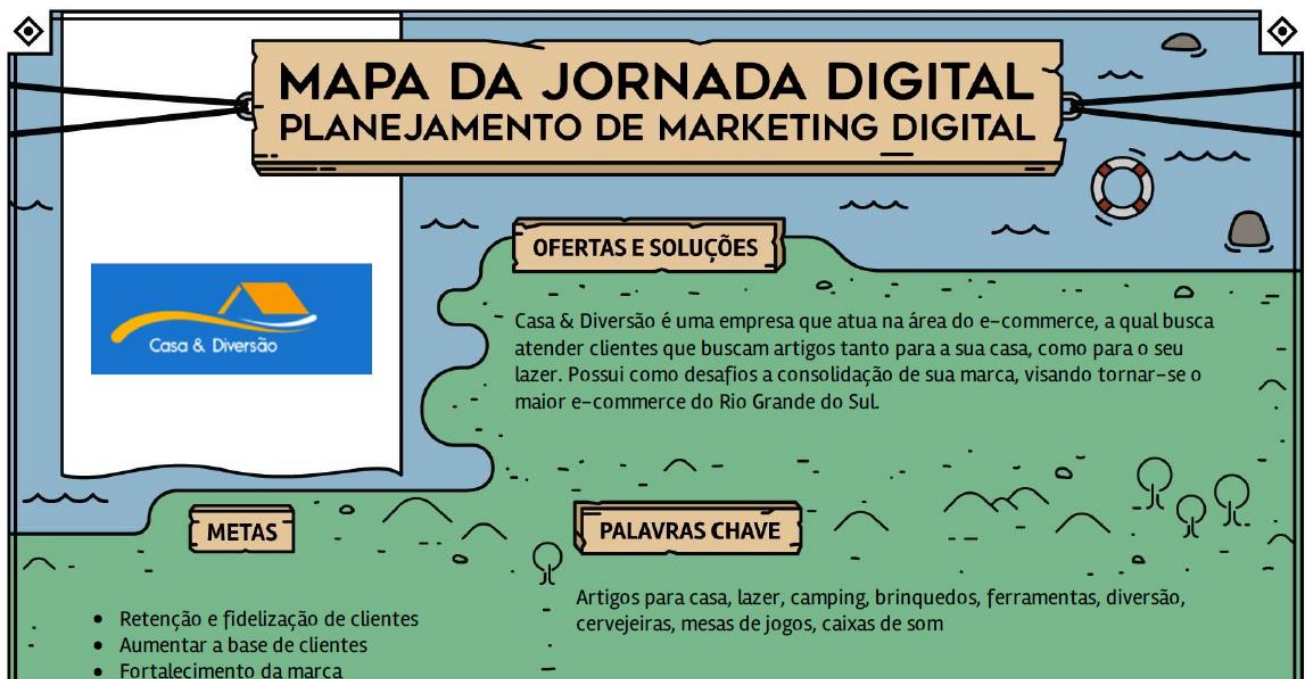 MAPA DA JORNADA DIGITAL
PLANEJAMENTO DE MARKETING DIGITAL
Casa & Diversão
OFERTAS E SOLUÇÕES
Casa & Diversão é uma empresa que atua na área do e-commerce, a qual busca
atender clientes que buscam artigos tanto para a sua casa, como para o seu
lazer. Possui como desafios a consolidação de sua marca, visando tornar-se o
maior e-commerce do Rio Grande do Sul.
METAS
• Retenção e fidelização de clientes
• Aumentar a base de clientes
• Fortalecimento da marca
PALAVRAS CHAVE
Artigos para casa, lazer, camping, brinquedos, ferramentas, diversão,
cervejeiras, mesas de jogos, caixas de som